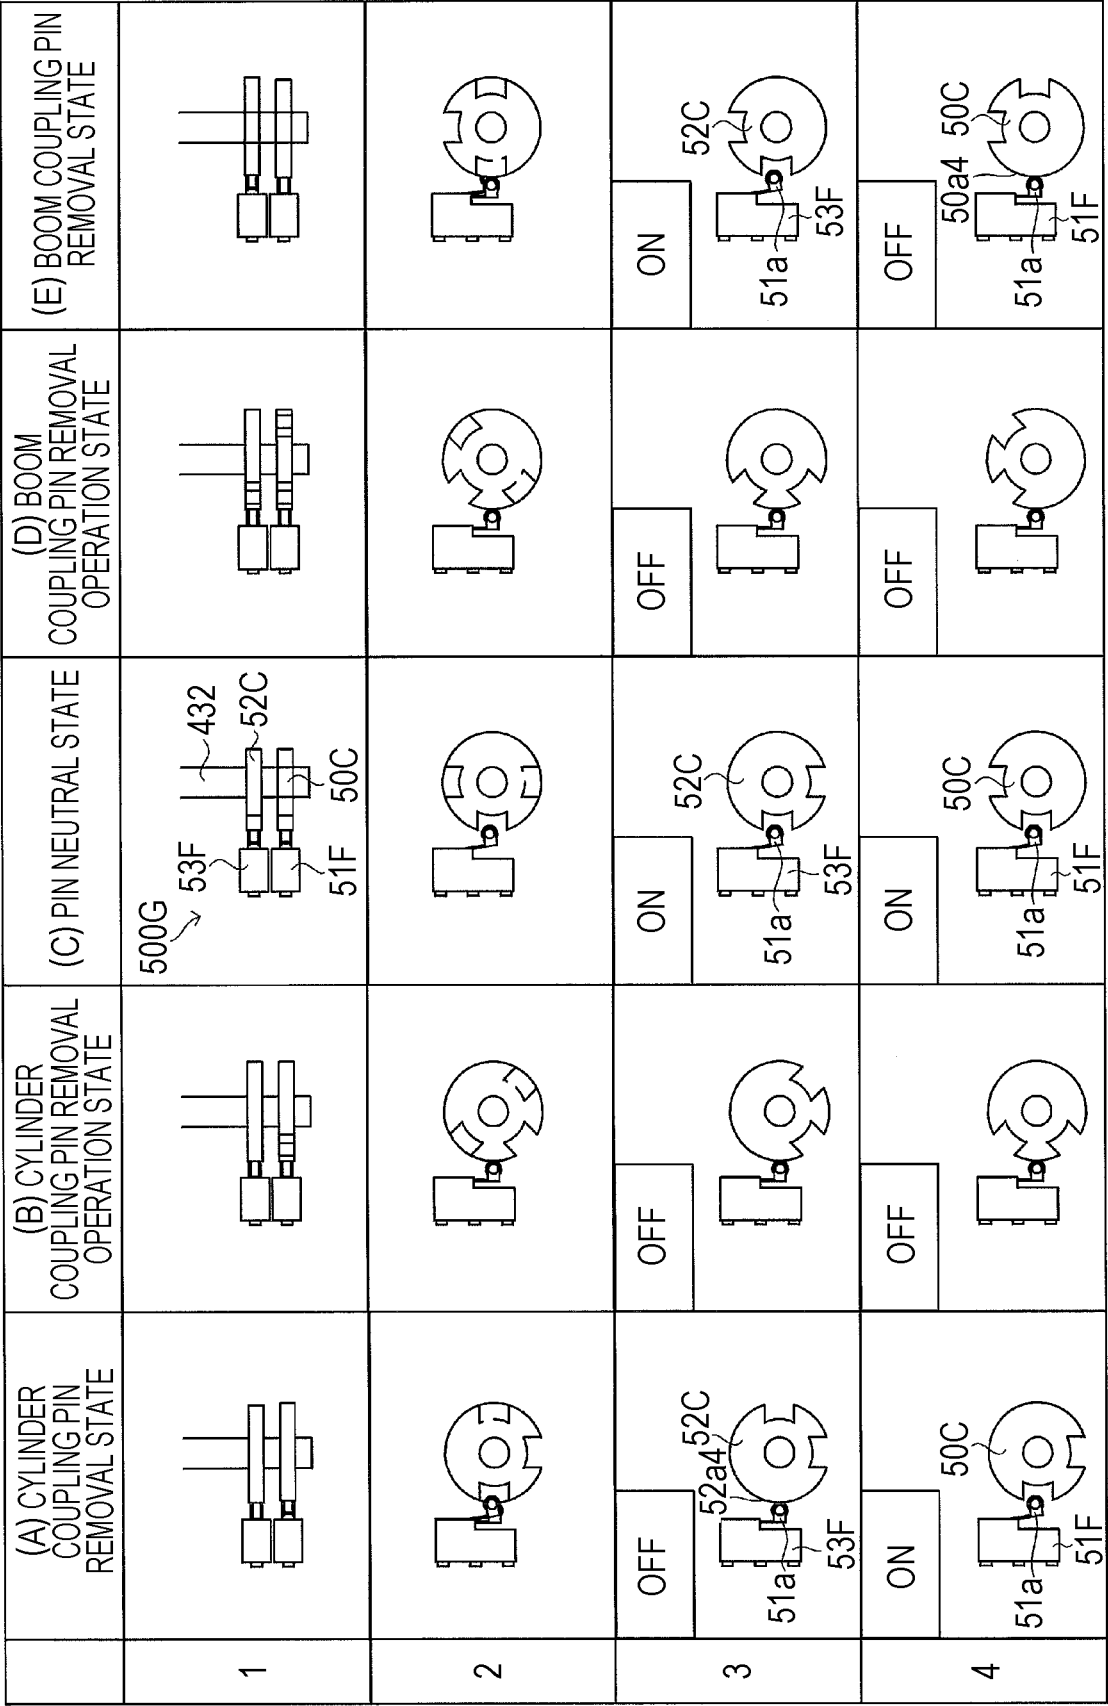 (A) CYLINDER
COUPLING PIN
REMOVAL STATE
(B) CYLINDER
COUPLING PIN REMOVAL
OPERATION STATE
(C) PIN NEUTRAL STATE
(D) BOOM
COUPLING PIN REMOVAL
OPERATION STATE
(E) BOOM COUPLING PIN
REMOVAL STATE
1
500G
53F
432
52C
51F
50C
2
3
OFF
52a4
52C
51a
53F
OFF
ON
52C
51a
53F
OFF
ON
52C
51a
53F
4
ON
50C
51a
51F
OFF
ON
50C
51a
51F
OFF
OFF
50a4
50C
51a
51F